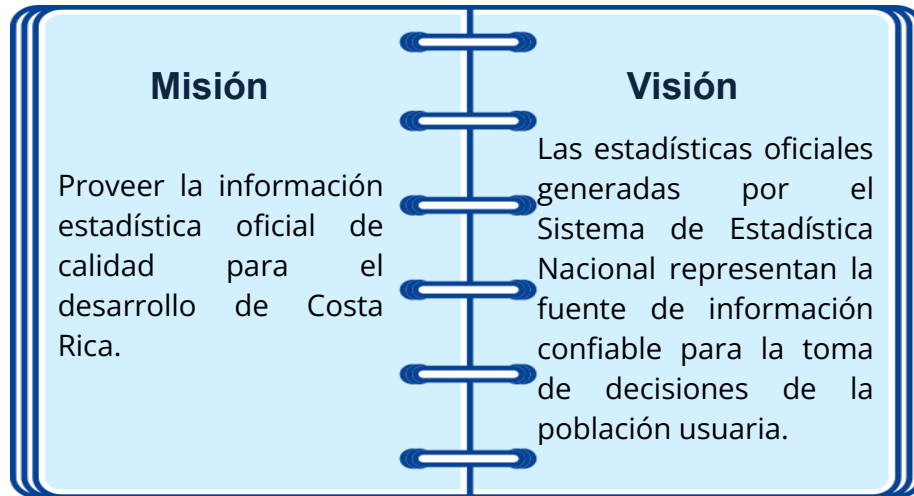 Misión
Proveer la información
estadística oficial de
calidad para el
desarrollo de Costa
Rica.
Visión
Las estadísticas oficiales
generadas por el
Sistema de Estadística
Nacional representan la
fuente de información
confiable para la toma
de decisiones de la
población usuaria.